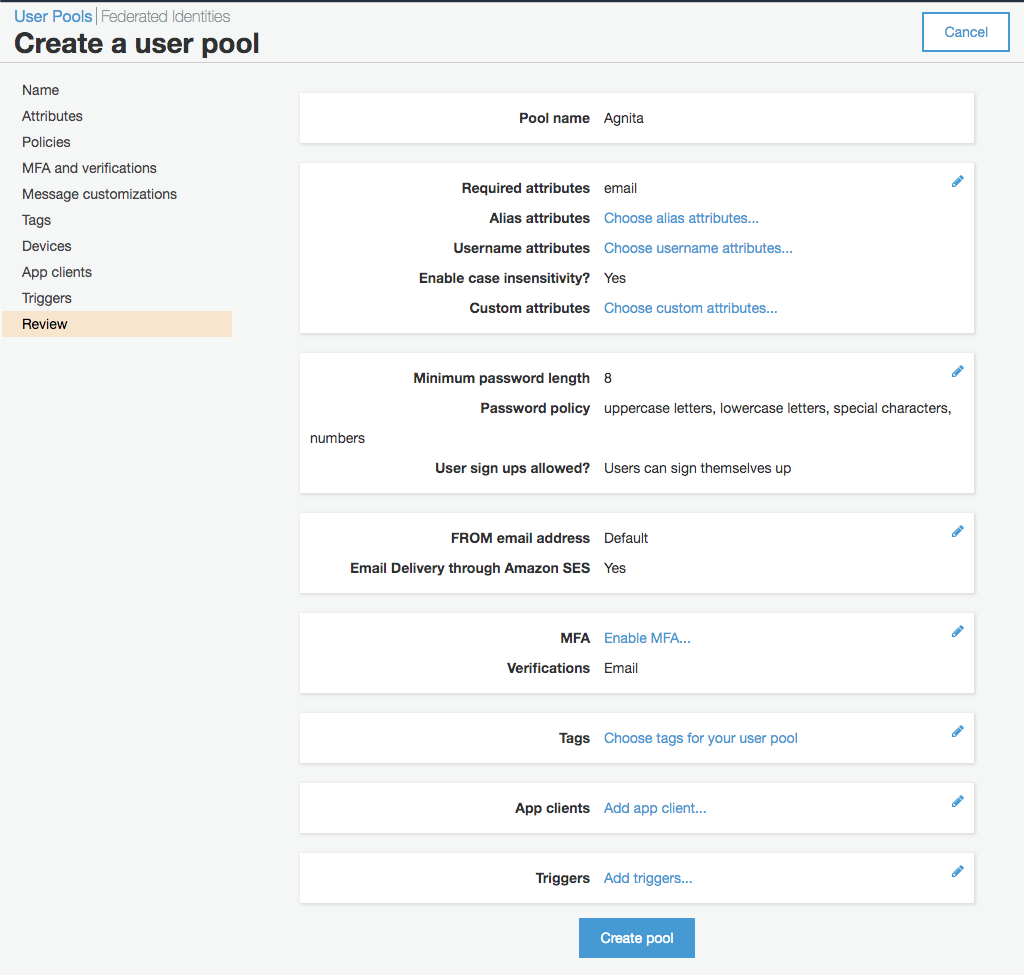 User Pools | Federated Identities
Create a user pool
Cancel
Name
Attributes
Policies
MFA and verifications
Message customizations
Tags
Devices
App clients
Triggers
Review
Pool name Agnita
Required attributes email
Alias attributes Choose alias attributes...
Username attributes Choose username attributes...
Enable case insensitivity? Yes
Custom attributes Choose custom attributes...
Minimum password length 8
Password policy uppercase letters, lowercase letters, special characters,
numbers
User sign ups allowed? Users can sign themselves up
FROM email address Default
Email Delivery through Amazon SES Yes
MFA Enable MFA...
Verifications Email
Tags Choose tags for your user pool
App clients Add app client...
Triggers Add triggers...
Create pool